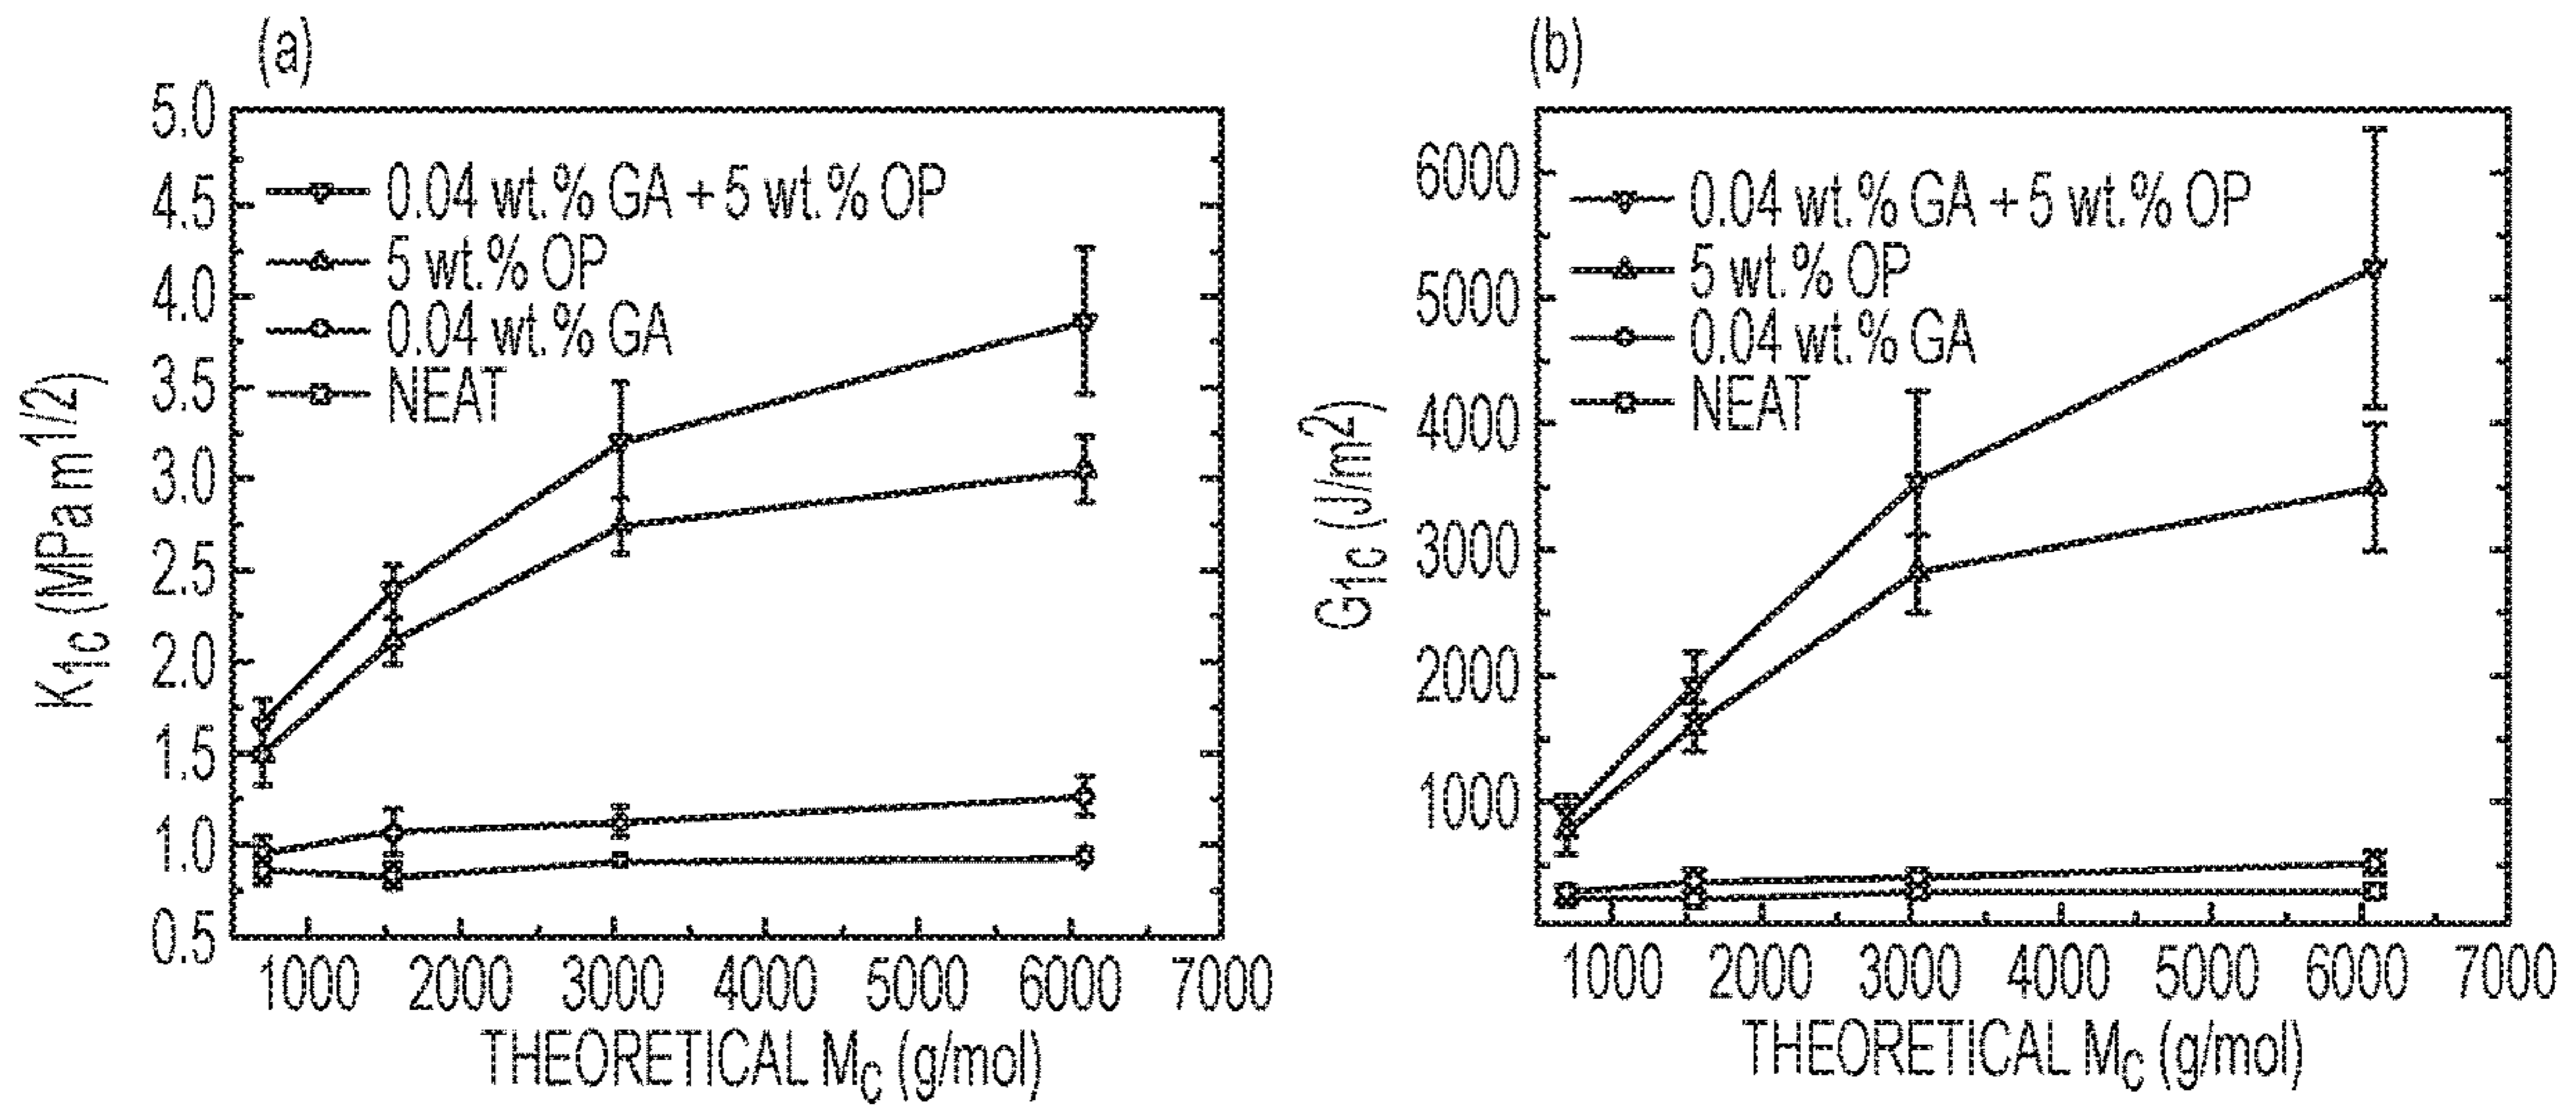 (a)
5.0
4.5
4.0
3.5
3.0
2.5
2.0
1.5
1.0
0.5
K1c (MPa m1/2)
0.04 wt.% GA + 5 wt.% OP
5 wt.% OP
0.04 wt.% GA
NEAT
1000 2000 3000 4000 5000 6000 7000
THEORETICAL MC (g/mol)
(b)
6000
5000
4000
3000
2000
1000
G1c (J/m2)
0.04 wt.% GA + 5 wt.% OP
5 wt.% OP
0.04 wt.% GA
NEAT
1000 2000 3000 4000 5000 6000 7000
THEORETICAL MC (g/mol)